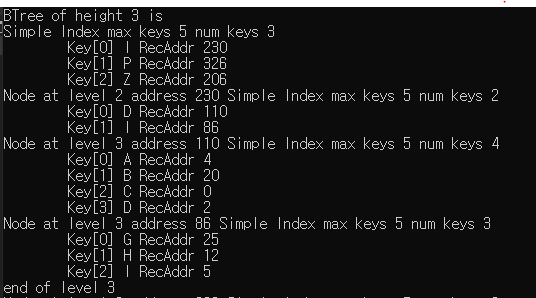 BTree of height 3 is
Simple Index max keys 5 num keys 3
Key[0] I RecAddr 230
Key[1] P RecAddr 326
Key[2] Z RecAddr 206
Node at level 2 address 230 Simple Index max keys 5 num keys 2
Key[0] D RecAddr 110
Key[1] I RecAddr 86
Node at level 3 address 110 Simple Index max keys 5 num keys 4
Key[0] A RecAddr 4
Key[1] B RecAddr 20
Key[2] C RecAddr 0
Key[3] D RecAddr 2
Node at level 3 address 86 Simple Index max keys 5 num keys 3
Key[0] G RecAddr 25
Key[1] H RecAddr 12
Key[2] I RecAddr 5
end of level 3